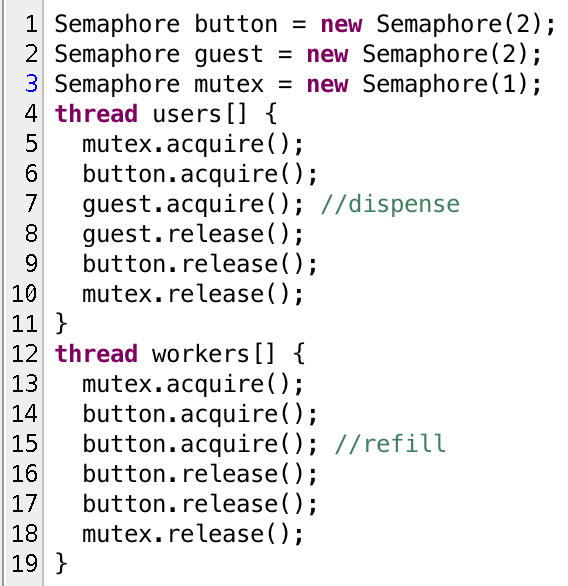 1 Semaphore button = new Semaphore(2);
2 Semaphore guest = new Semaphore(2);
3 Semaphore mutex = new Semaphore(1);
4 thread users[] {
5   mutex.acquire();
6   button.acquire();
7   guest.acquire(); //dispense
8   guest.release();
9   button.release();
10   mutex.release();
11 }
12 thread workers[] {
13   mutex.acquire();
14   button.acquire();
15   button.acquire(); //refill
16   button.release();
17   button.release();
18   mutex.release();
19 }